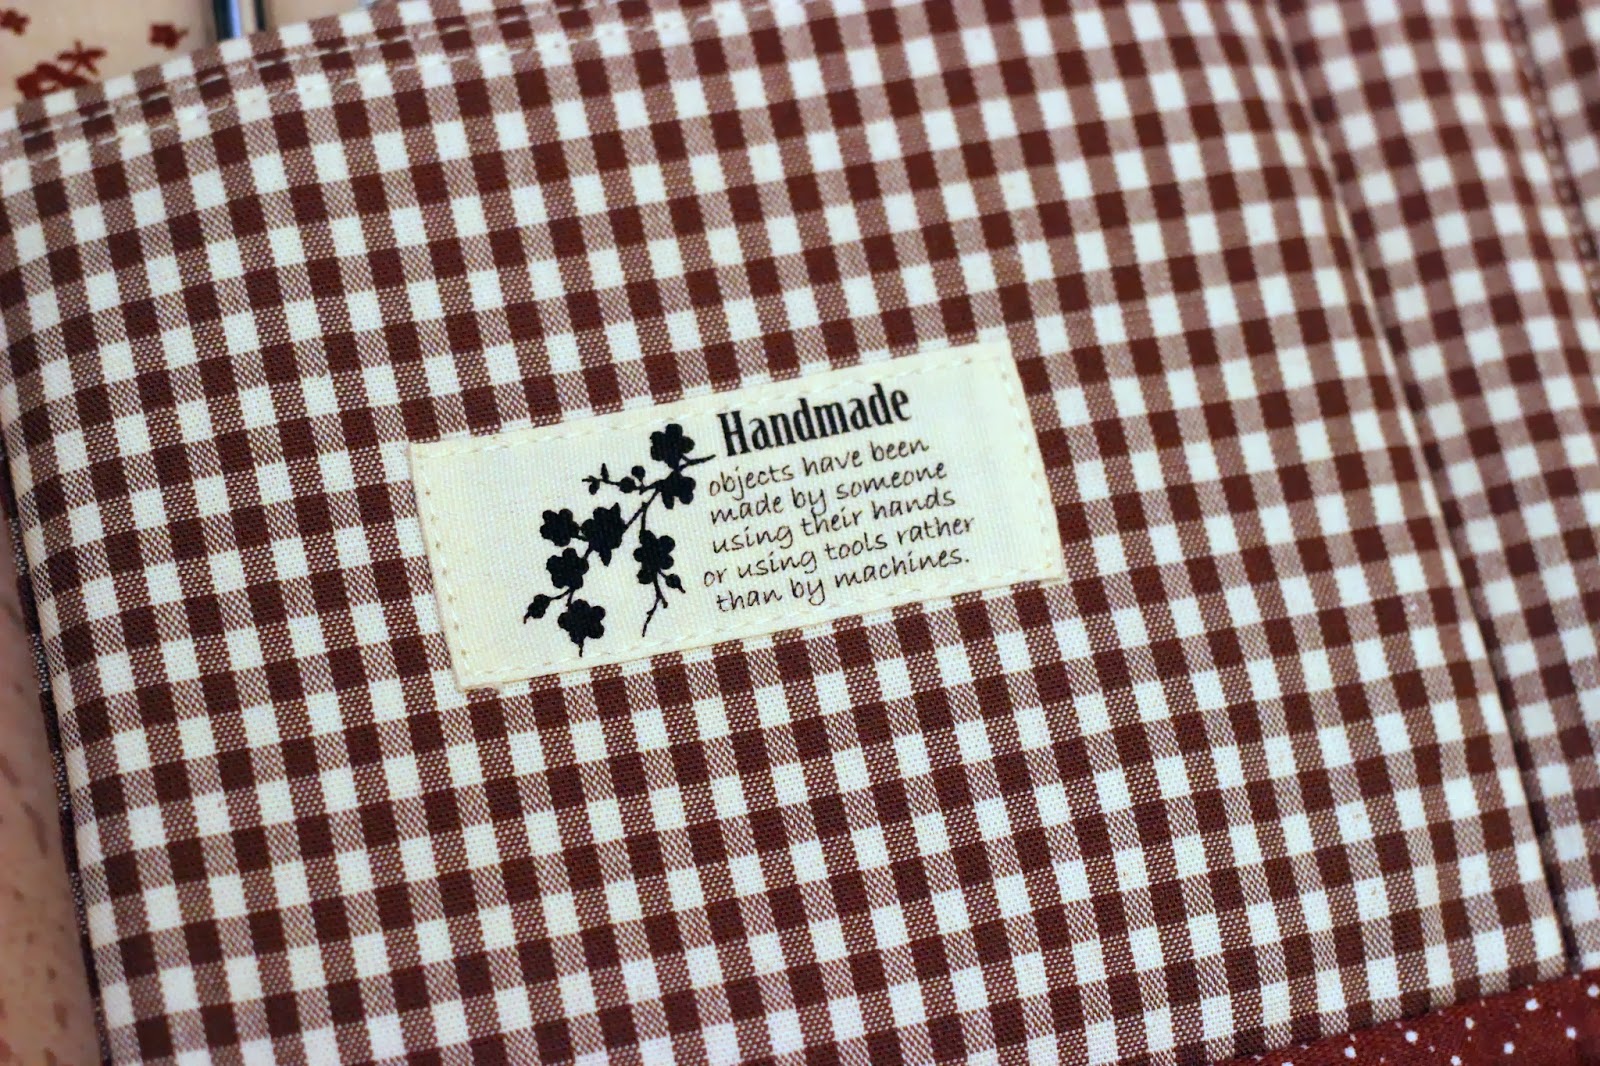 Handmade
objects have been
made by someone
using their hands
or using tools rather
than by machines.